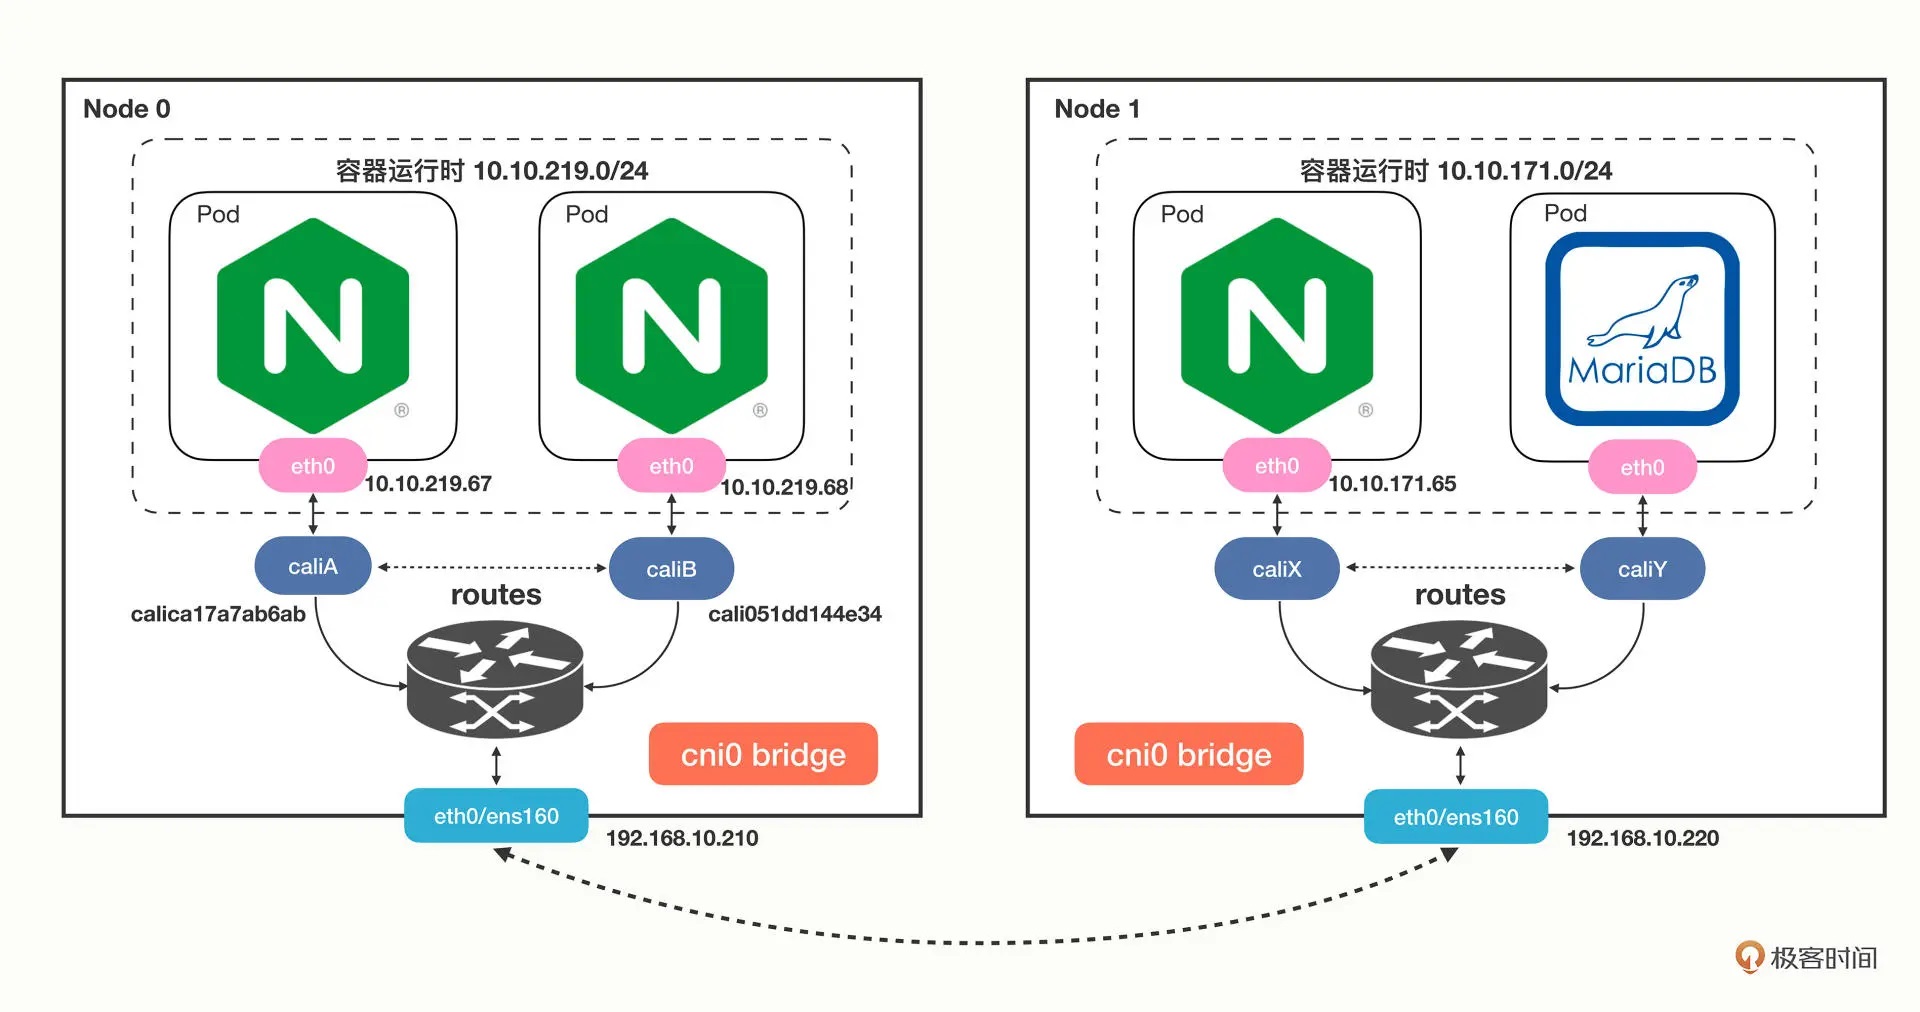 Node 0
容器运行时 10.10.219.0/24
Pod
Pod
N
®
N
®
eth0
10.10.219.67
eth0
10.10.219.68
caliA
caliB
calica17a7ab6ab
routes
cali051dd144e34
cni0 bridge
eth0/ens160
192.168.10.210
Node 1
容器运行时 10.10.171.0/24
Pod
Pod
N
®
MariaDB
eth0
10.10.171.65
eth0
caliX
caliY
routes
cni0 bridge
eth0/ens160
192.168.10.220
极客时间